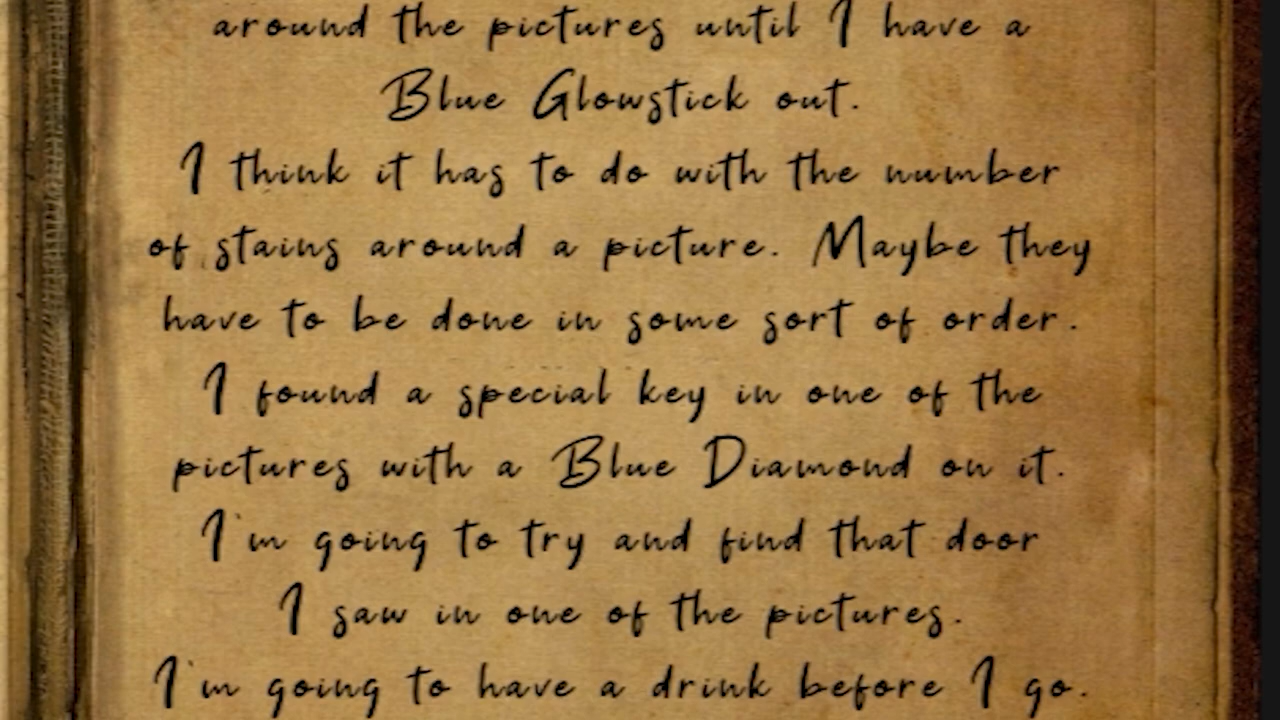 around the pictures until I have a
Blue Glowstick out.
I think it has to do with the number
of stains around a picture. Maybe they
have to be done in some sort of order.
I found a special key in one of the
pictures with a Blue Diamond on it.
I'm going to try and find that door
I saw in one of the pictures.
I'm going to have a drink before I go.